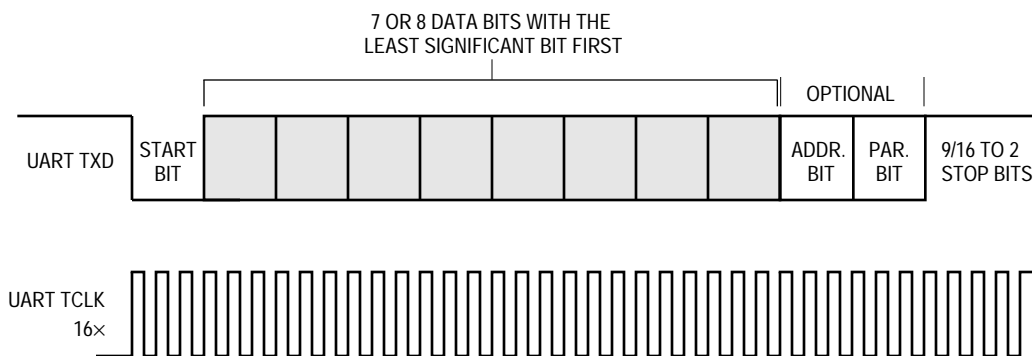 7 OR 8 DATA BITS WITH THE
LEAST SIGNIFICANT BIT FIRST
OPTIONAL
UART TXD
START
BIT
ADDR.
BIT
PAR.
BIT
9/16 TO 2
STOP BITS
UART TCLK
16×